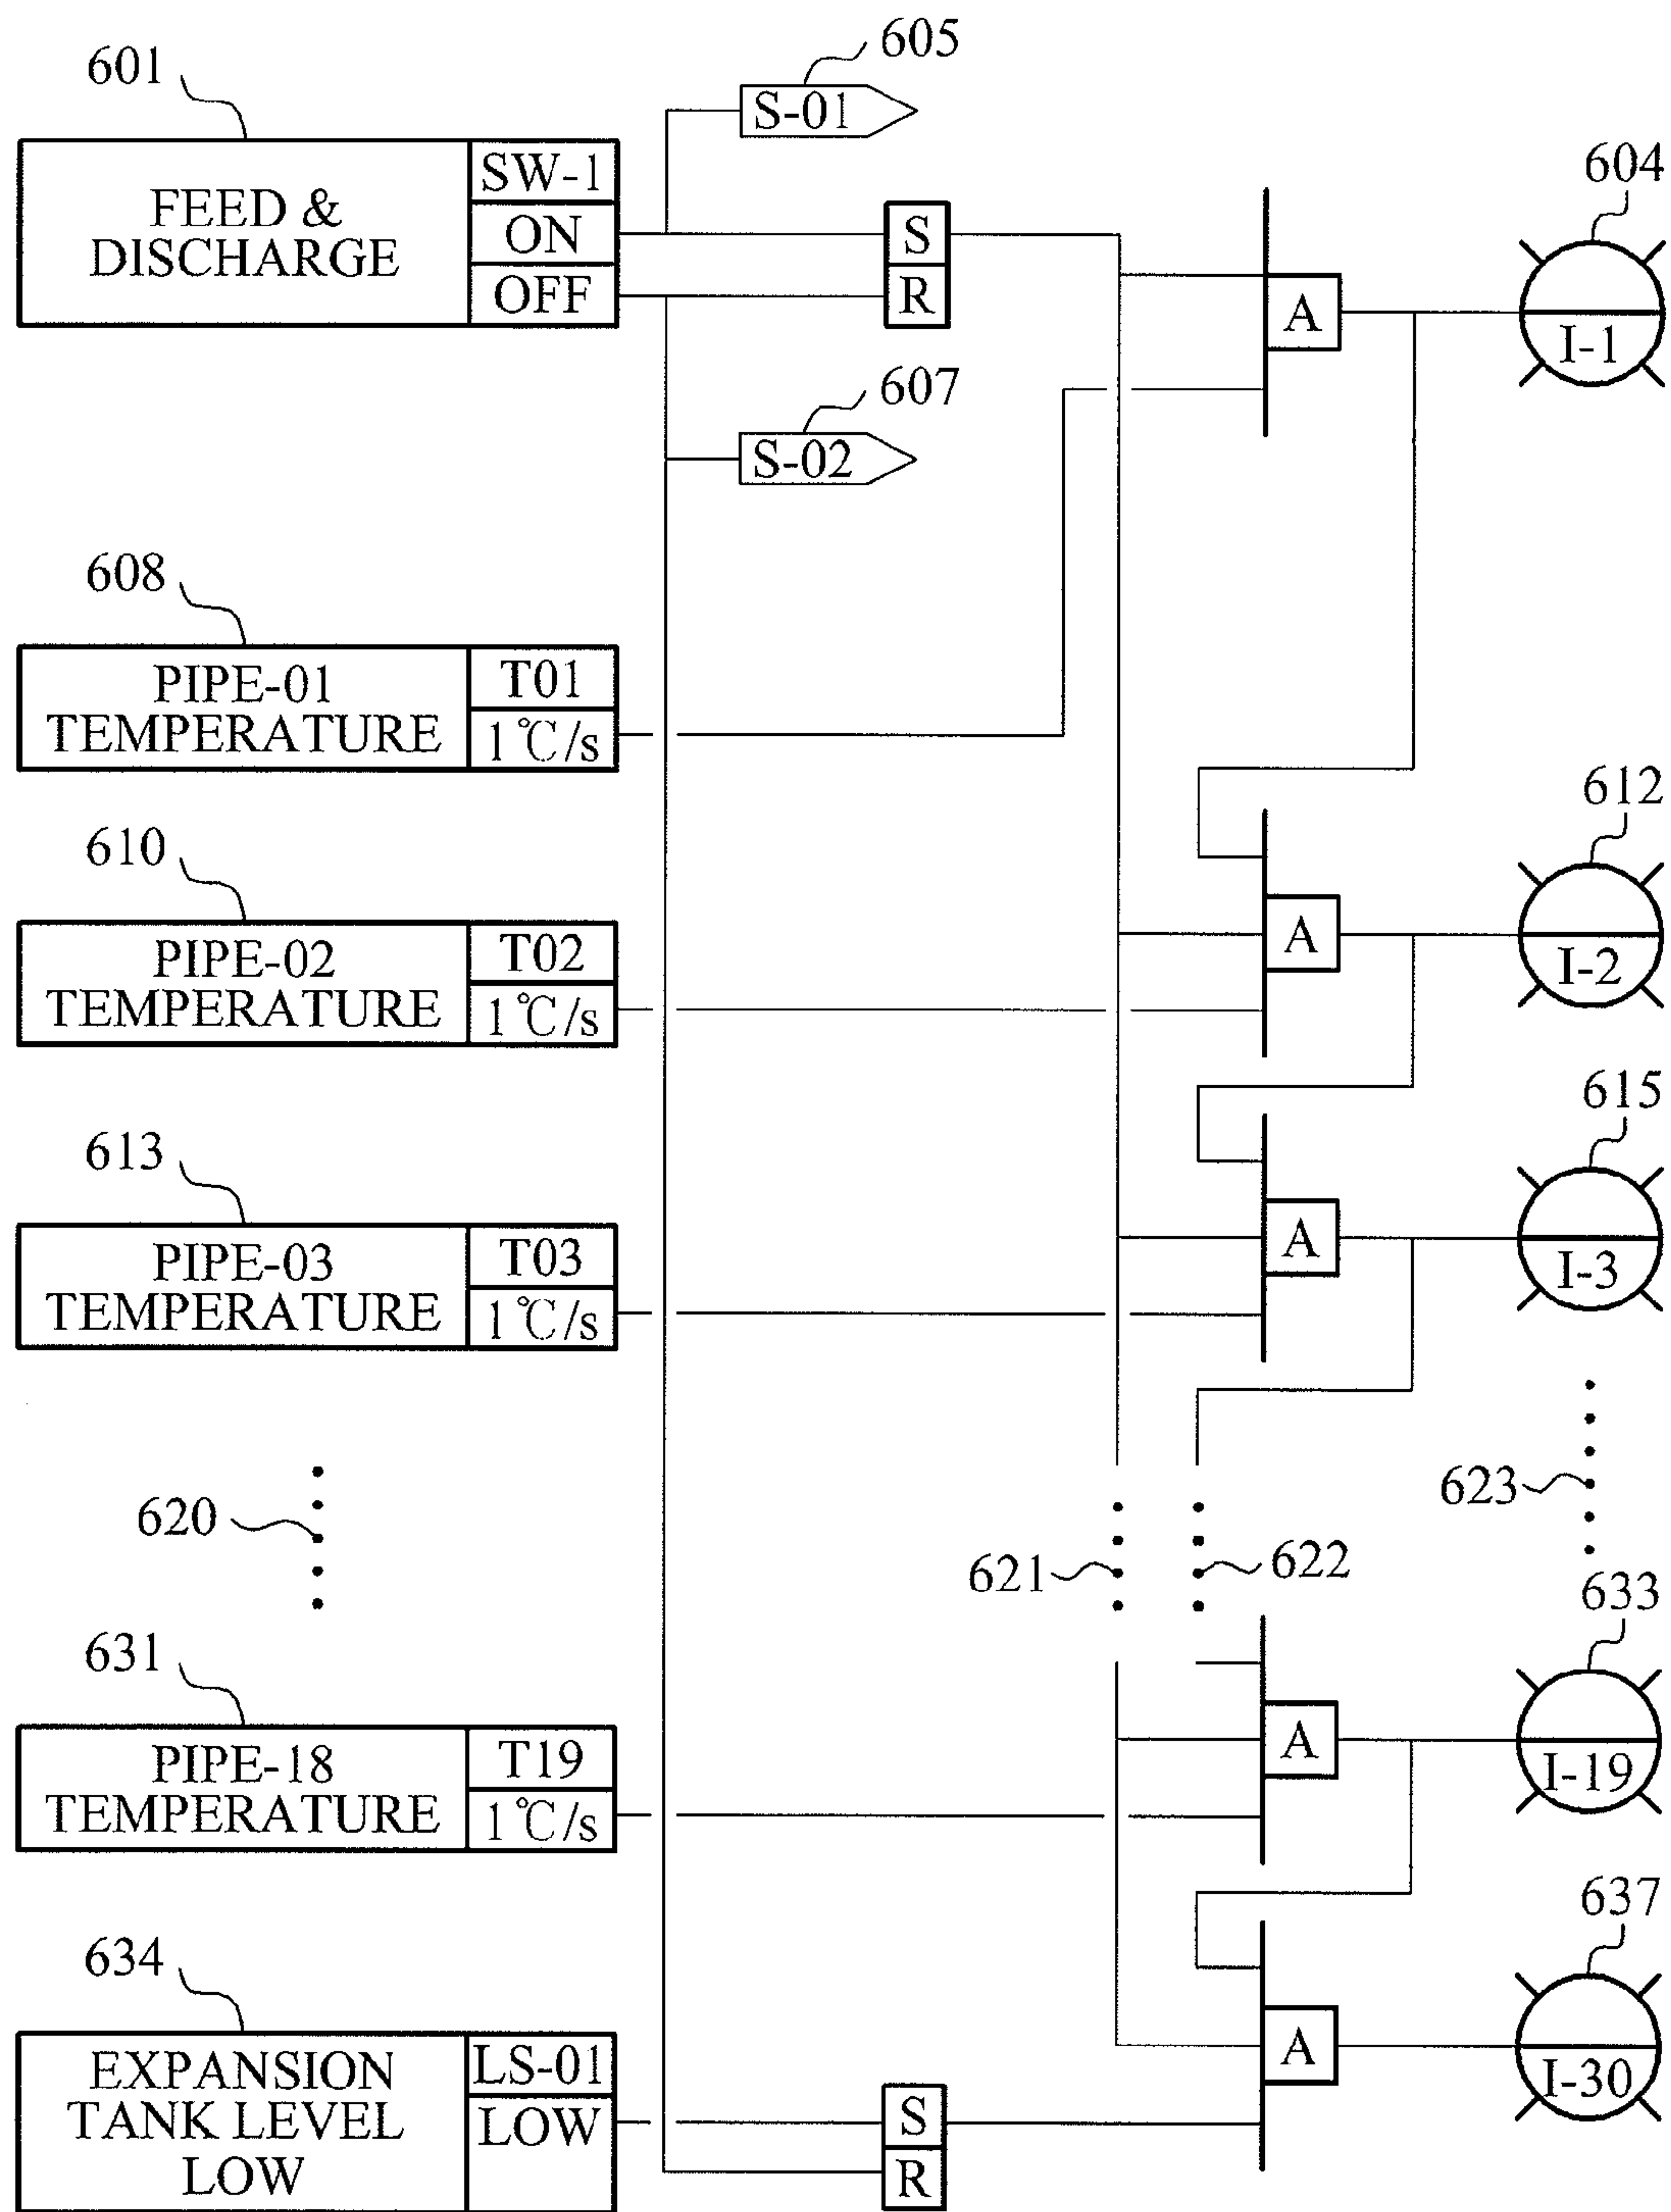 605
601
S-01
FEED &
DISCHARGE
SW-1
ON
OFF
S
R
A
604
I-1
607
S-02
608
PIPE-01
TEMPERATURE
T01
1℃/s
610
PIPE-02
TEMPERATURE
T02
1℃/s
A
612
I-2
613
PIPE-03
TEMPERATURE
T03
1℃/s
A
615
I-3
620
621
622
623
631
PIPE-18
TEMPERATURE
T19
1℃/s
A
633
I-19
634
EXPANSION
TANK LEVEL
LOW
LS-01
LOW
S
R
A
637
I-30